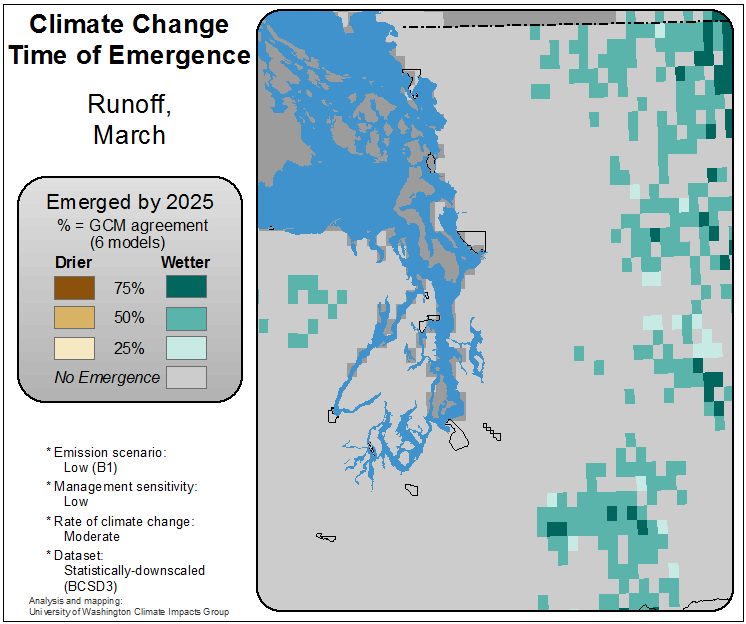 Climate Change
Time of Emergence
Runoff,
March
Emerged by 2025
% = GCM agreement
(6 models)
Drier Wetter
75%
50%
25%
No Emergence
* Emission scenario:
Low (B1)
* Management sensitivity:
Low
* Rate of climate change:
Moderate
* Dataset:
Statistically-downscaled
(BCSD3)
Analysis and mapping:
University of Washington Climate Impacts Group